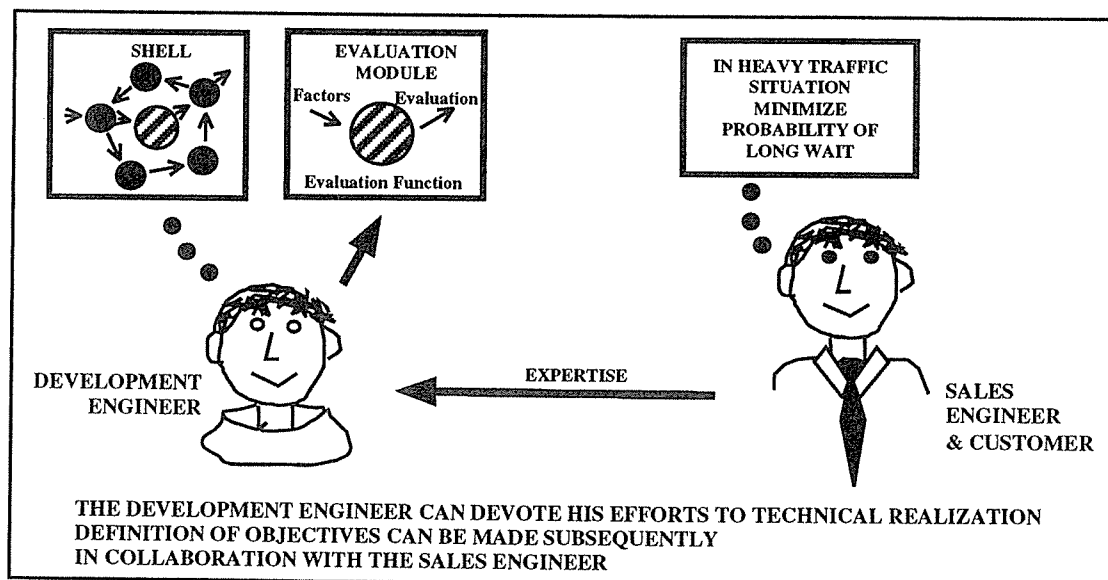 SHELL
EVALUATION
MODULE
Factors
Evaluation
Evaluation Function
IN HEAVY TRAFFIC
SITUATION
MINIMIZE
PROBABILITY OF
LONG WAIT
DEVELOPMENT
ENGINEER
EXPERTISE
SALES
ENGINEER
& CUSTOMER
THE DEVELOPMENT ENGINEER CAN DEVOTE HIS EFFORTS TO TECHNICAL REALIZATION
DEFINITION OF OBJECTIVES CAN BE MADE SUBSEQUENTLY
IN COLLABORATION WITH THE SALES ENGINEER